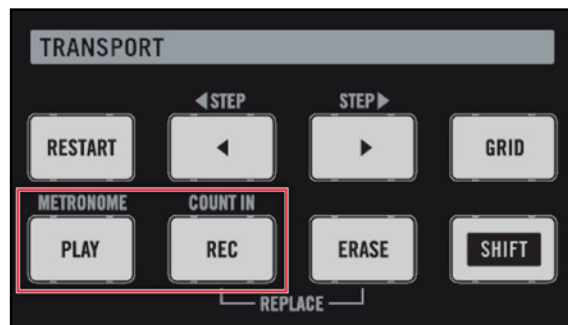 TRANSPORT
◀STEP STEP▶
RESTART ◀ ▶ GRID
METRONOME COUNT IN
PLAY REC ERASE SHIFT
REPLACE